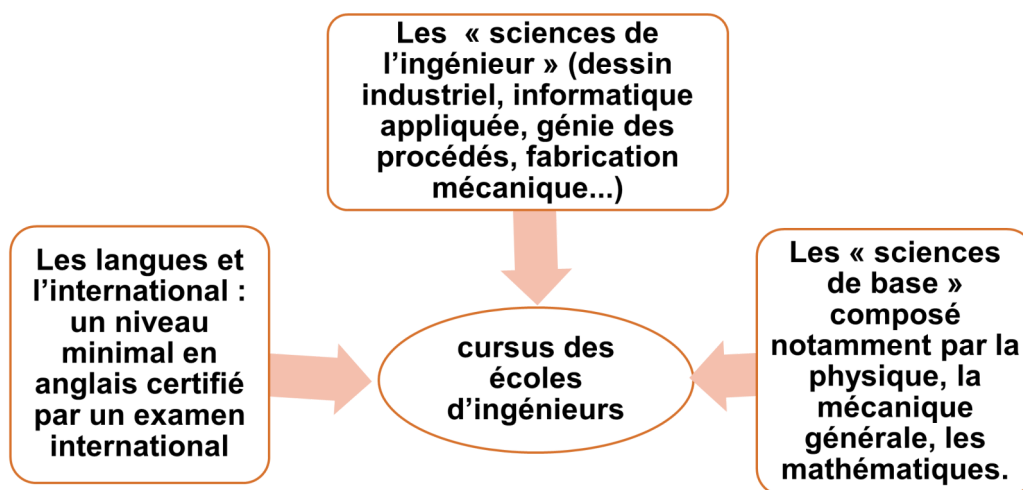 Les « sciences de
l'ingénieur » (dessin
industriel, informatique
appliquée, génie des
procédés, fabrication
mécanique...)
Les langues et
l'international :
un niveau
minimal en
anglais certifié
par un examen
international
cursus des
écoles
d'ingénieurs
Les « sciences
de base »
composé
notamment par la
physique, la
mécanique
générale, les
mathématiques.